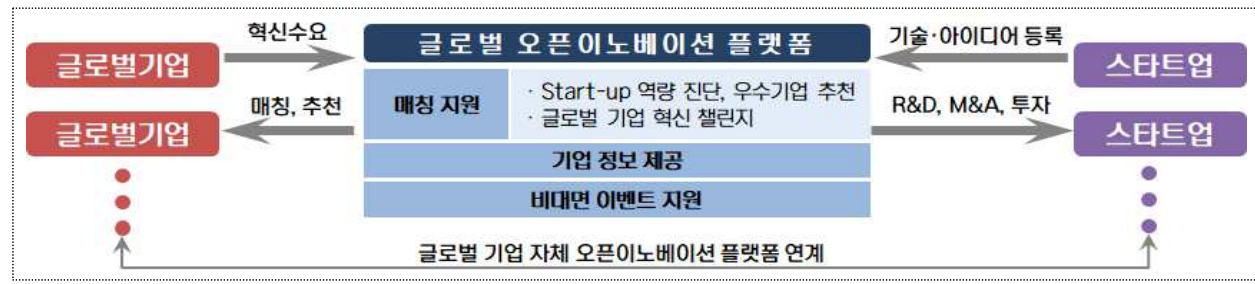 혁신수요
글로벌 오픈이노베이션 플랫폼
기술·아이디어 등록
글로벌기업
스타트업
매칭 지원
· Start-up 역량 진단, 우수기업 추천
· 글로벌 기업 혁신 챌린지
매칭, 추천
R&D, M&A, 투자
글로벌기업
스타트업
기업 정보 제공
비대면 이벤트 지원
글로벌 기업 자체 오픈이노베이션 플랫폼 연계